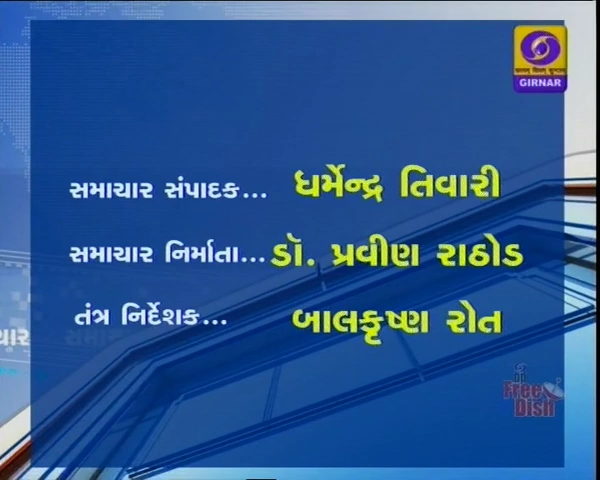 GIRNAR
સમાચાર સંપાદક... ધર્મેન્દ્ર તિવારી
સમાચાર નિર્માતા... ડૉ. પ્રવીણ રાઠોડ
તંત્ર નિર્દેશક... બાલકૃષ્ણ રોત
Free
Dish